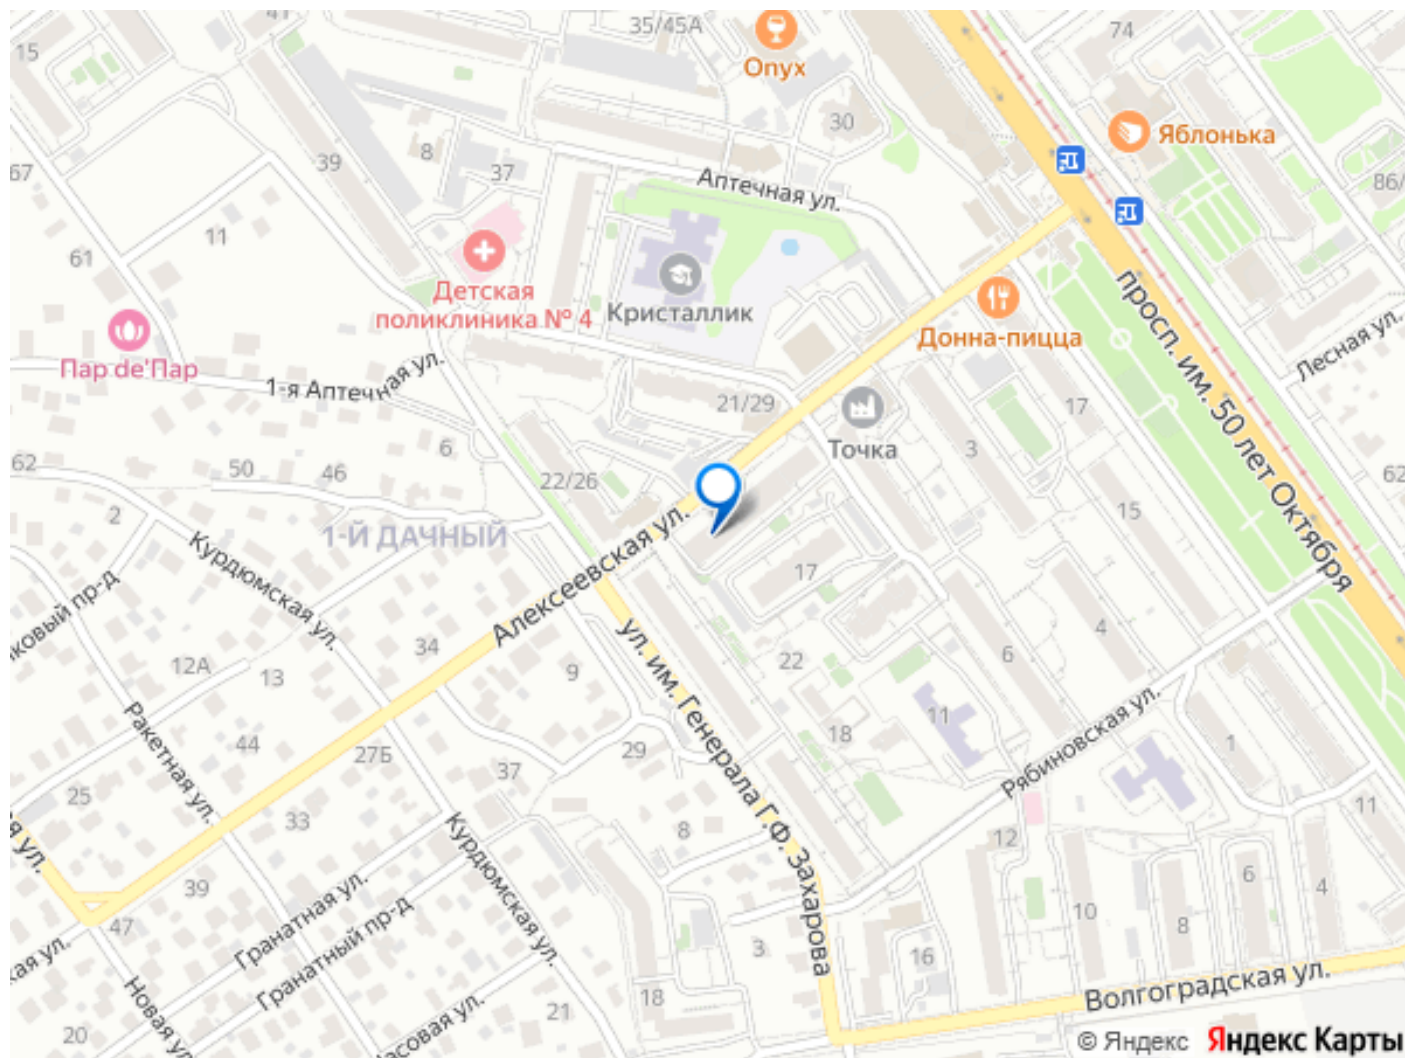 41
35/45А
Onyx
74
15
30
Яблонька
8
39
37
67
Аптечная ул.
86/
11
61
Детская
поликлиника № 4
Кристаллик
просп. им. 50 лет Октября
Донна-пицца
Лесная ул.
Пар de'Пар
1-я Аптечная ул.
21/29
17
Точка
3
6
62
50
46
22/26
62
15
2
1-Й ДАЧНЫЙ
Алексеевская ул.
17
Курдюмская ул.
ковый пр-д
34
12А
13
9
22
6
4
ул. им. Генерала Г.Ф. Захарова
Ракетная ул.
11
Рябиновская ул.
44
27Б
29
18
1
37
25
33
8
12
11
я ул.
Курдюмская ул.
39
Гранатная ул.
6
4
47
Гранатный пр-д
10
8
3
16
кая ул.
Новая ул.
18
Волгоградская ул.
20
часовая ул.
21
© Яндекс Яндекс Карты